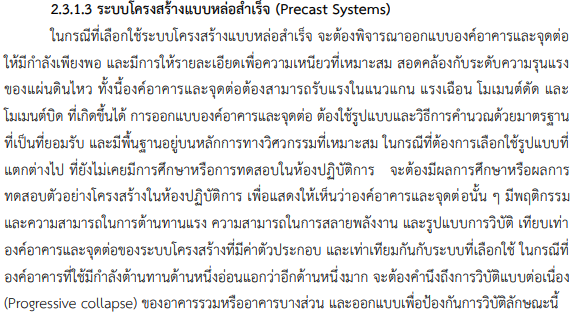 2.3.1.3 ระบบโครงสร้างแบบหล่อสำเร็จ (Precast Systems)
ในกรณีที่เลือกใช้ระบบโครงสร้างแบบหล่อสำเร็จ จะต้องพิจารณาออกแบบองค์อาคารและจุดต่อ
ให้มีกำลังเพียงพอ และมีการให้รายละเอียดเพื่อความเหนียวที่เหมาะสม สอดคล้องกับระดับความรุนแรง
ของแผ่นดินไหว ทั้งนี้องค์อาคารและจุดต่อต้องสามารถรับแรงในแนวแกน แรงเฉือน โมเมนต์ดัด และ
โมเมนต์บิด ที่เกิดขึ้นได้ การออกแบบองค์อาคารและจุดต่อ ต้องใช้รูปแบบและวิธีการคำนวณด้วยมาตรฐาน
ที่เป็นที่ยอมรับ และมีพื้นฐานอยู่บนหลักการทางวิศวกรรมที่เหมาะสม ในกรณีที่ต้องการเลือกใช้รูปแบบที่
แตกต่างไป ที่ยังไม่เคยมีการศึกษาหรือการทดสอบในห้องปฏิบัติการ จะต้องมีผลการศึกษาหรือผลการ
ทดสอบตัวอย่างโครงสร้างในห้องปฏิบัติการ เพื่อแสดงให้เห็นว่าองค์อาคารและจุดต่อนั้น ๆ มีพฤติกรรม
และความสามารถในการต้านทานแรง ความสามารถในการสลายพลังงาน และรูปแบบการวิบัติ เทียบเท่า
องค์อาคารและจุดต่อของระบบโครงสร้างที่มีค่าตัวประกอบ และเท่าเทียมกันกับระบบที่เลือกใช้ ในกรณีที่
องค์อาคารที่ใช้มีกำลังต้านทานด้านหนึ่งอ่อนแอกว่าอีกด้านหนึ่งมาก จะต้องคำนึงถึงการวิบัติแบบต่อเนื่อง
(Progressive collapse) ของอาคารรวมหรืออาคารบางส่วน และออกแบบเพื่อป้องกันการวิบัติลักษณะนี้